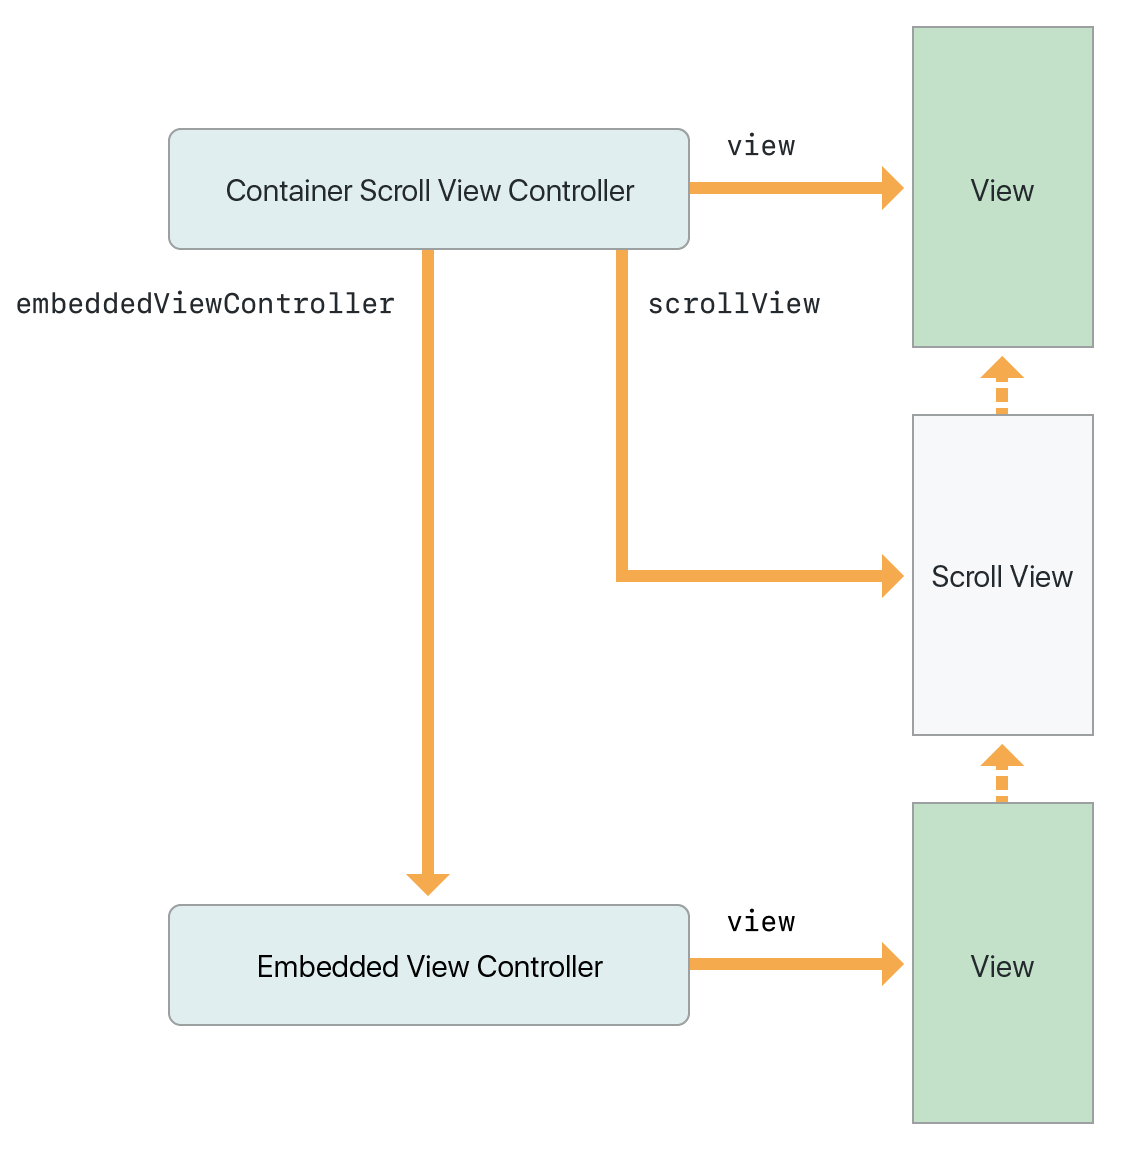 view
Container Scroll View Controller
View
embeddedViewController
scrollView
Scroll View
view
Embedded View Controller
View